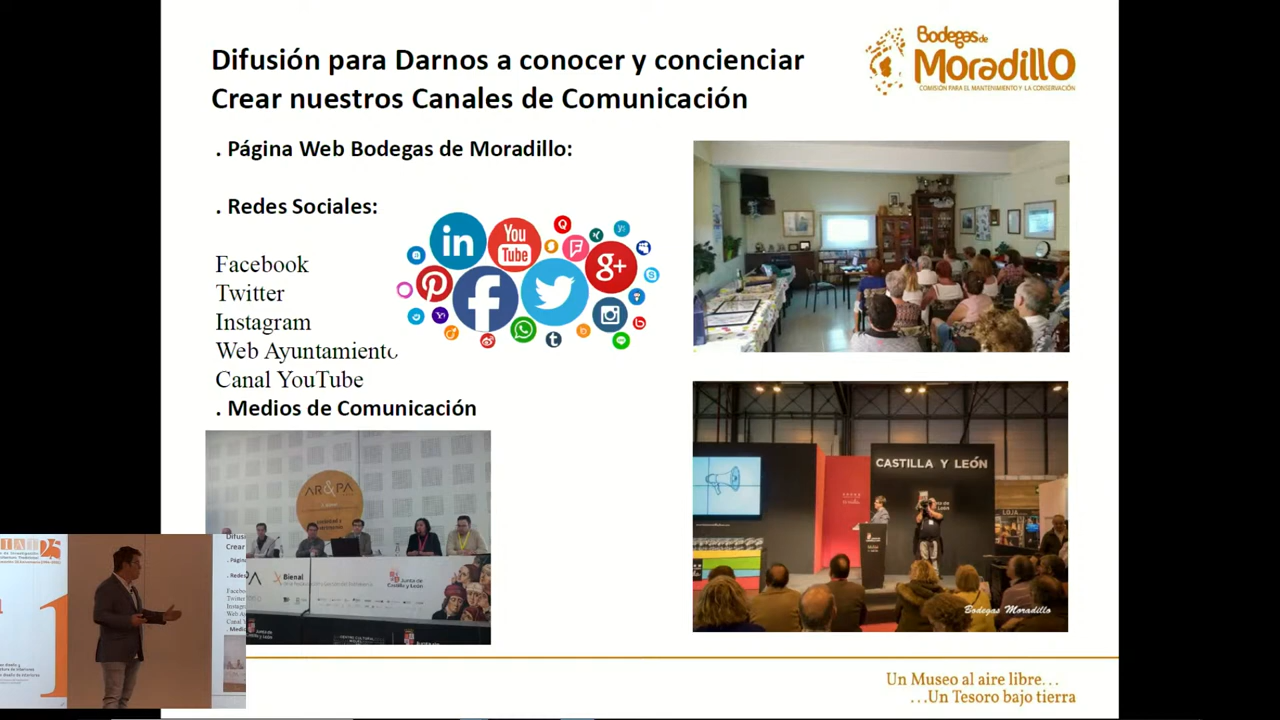 Difusión para Darnos a conocer y concienciar
Crear nuestros Canales de Comunicación
Bodegas de
Moradillo
COMISIÓN PARA EL MANTENIMIENTO Y LA CONSERVACIÓN
. Página Web Bodegas de Moradillo:
. Redes Sociales:
Facebook
Twitter
Instagram
Web Ayuntamiento
Canal YouTube
. Medios de Comunicación
in
You
Tube
g+
AR&PA
Bienal
Junta de
Castilla y León
CASTILLA Y LEÓN
LOJA
Bodegas Moradillo
25
Un Museo al aire libre...
...Un Tesoro bajo tierra